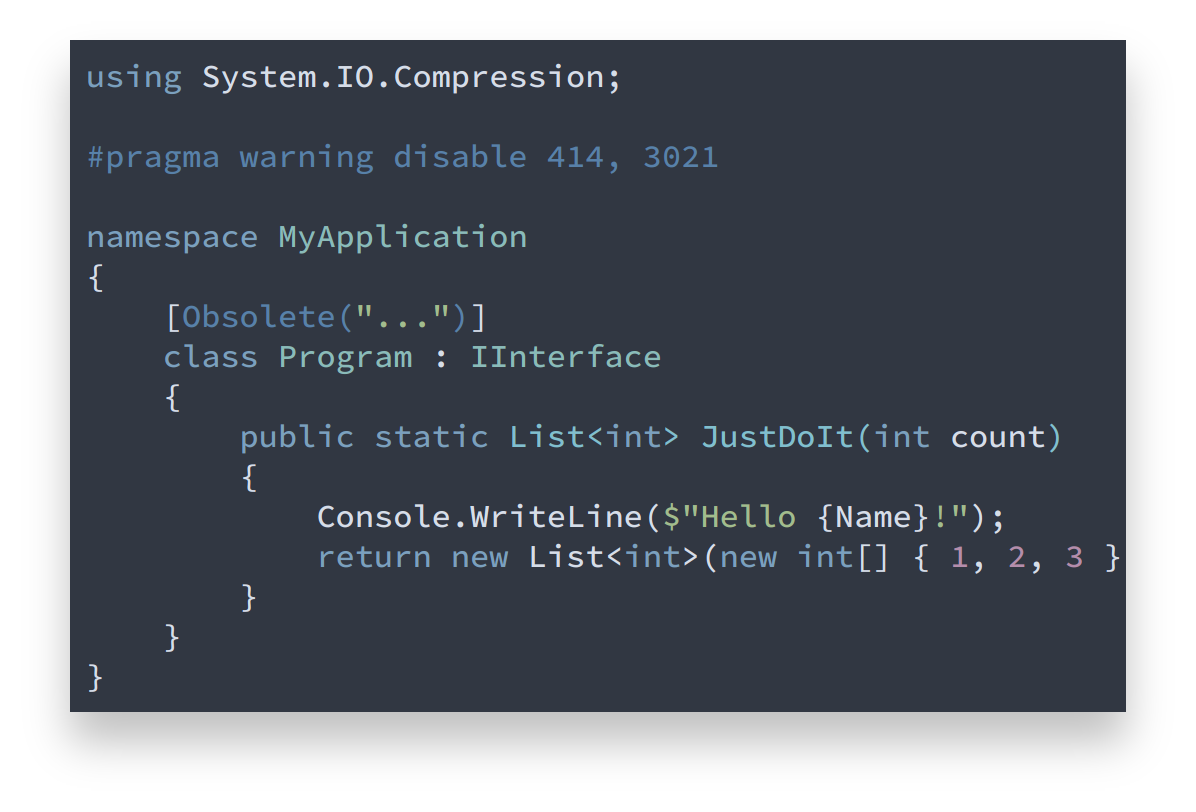 using System.IO.Compression;
#pragma warning disable 414, 3021
namespace MyApplication
{
    [Obsolete("...")]
    class Program : IInterface
    {
        public static List<int> JustDoIt(int count)
        {
            Console.WriteLine($"Hello {Name}!");
            return new List<int>(new int[] { 1, 2, 3 }
        }
    }
}